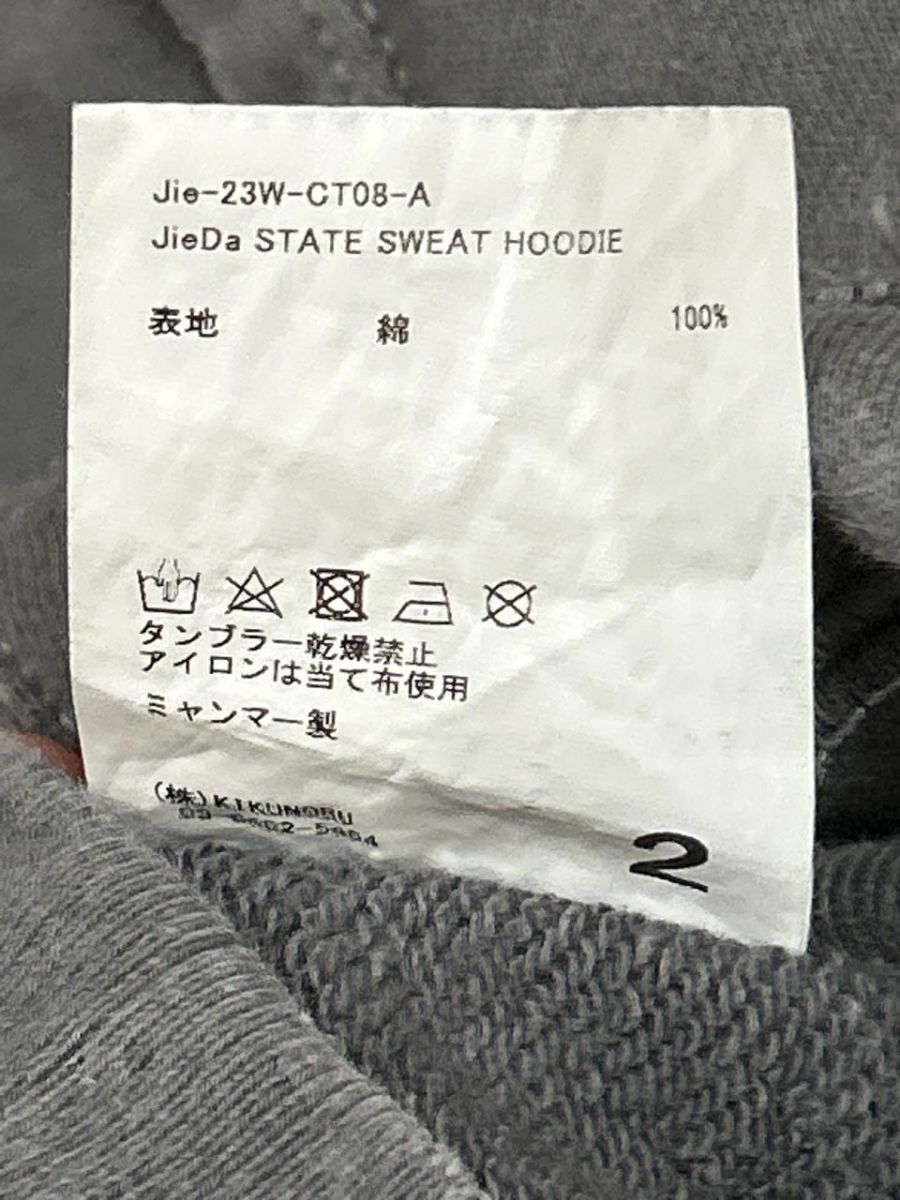 Jie-23W-CT08-A
JieDa STATE SWEAT HOODIE
表地 綿 100%
タンブラー乾燥禁止
アイロンは当て布使用
ミャンマー製
(株)KIKUNOBU
2